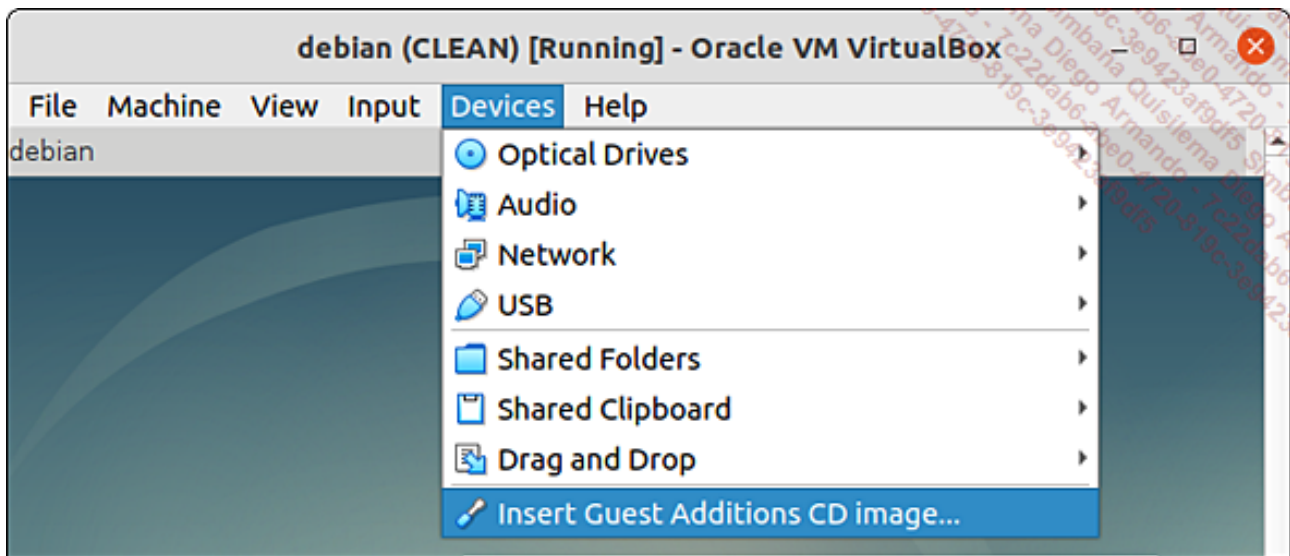 debian (CLEAN) [Running] - Oracle VM VirtualBox
File Machine View Input Devices Help
debian
Optical Drives
Audio
Network
USB
Shared Folders
Shared Clipboard
Drag and Drop
Insert Guest Additions CD image...